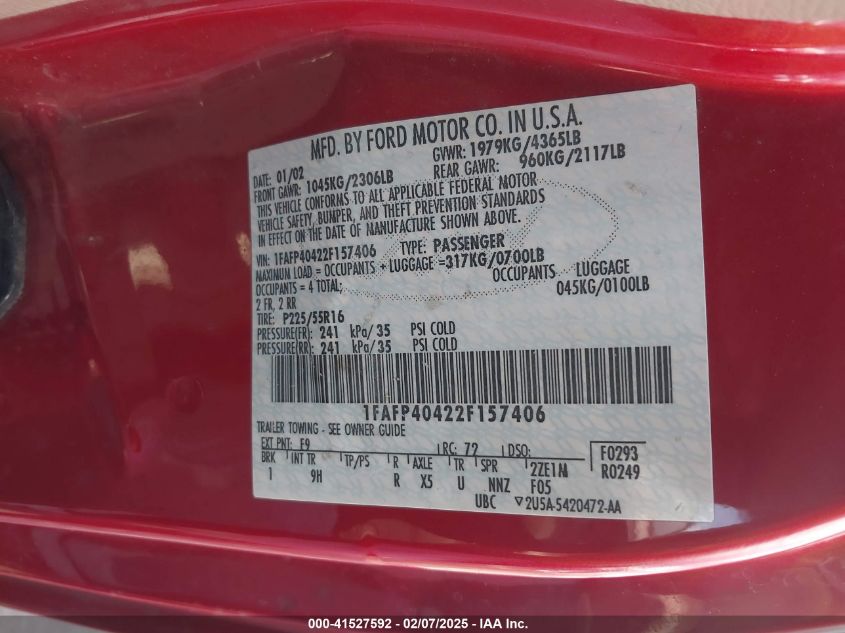 MFD. BY FORD MOTOR CO. IN U.S.A.
DATE: 01/02 GVWR: 1979KG/4365LB
FRONT GAWR: 1045KG/2306LB REAR GAWR: 960KG/2117LB
THIS VEHICLE CONFORMS TO ALL APPLICABLE FEDERAL MOTOR
VEHICLE SAFETY, BUMPER, AND THEFT PREVENTION STANDARDS
IN EFFECT ON THE DATE OF MANUFACTURE SHOWN ABOVE.
VIN: 1FAFP40422F157406 TYPE: PASSENGER
MAXIMUM LOAD = OCCUPANTS + LUGGAGE =317KG/0700LB
OCCUPANTS = 4 TOTAL; OCCUPANTS LUGGAGE
2 FR, 2 RR 045KG/0100LB
TIRE: P225/55R16
PRESSURE(FR): 241 kPa/35 PSI COLD
PRESSURE(RR): 241 kPa/35 PSI COLD
1FAFP40422F157406
TRAILER TOWING - SEE OWNER GUIDE
EXT PNT: F9 RC: 72 DSO: F0293
BRK INT TR TP/PS R AXLE TR SPR 2ZE1M R0249
1 9H R X5 U NNZ F05
UBC 2U5A-5420472-AA
000-41527592 - 02/07/2025 - IAA Inc.